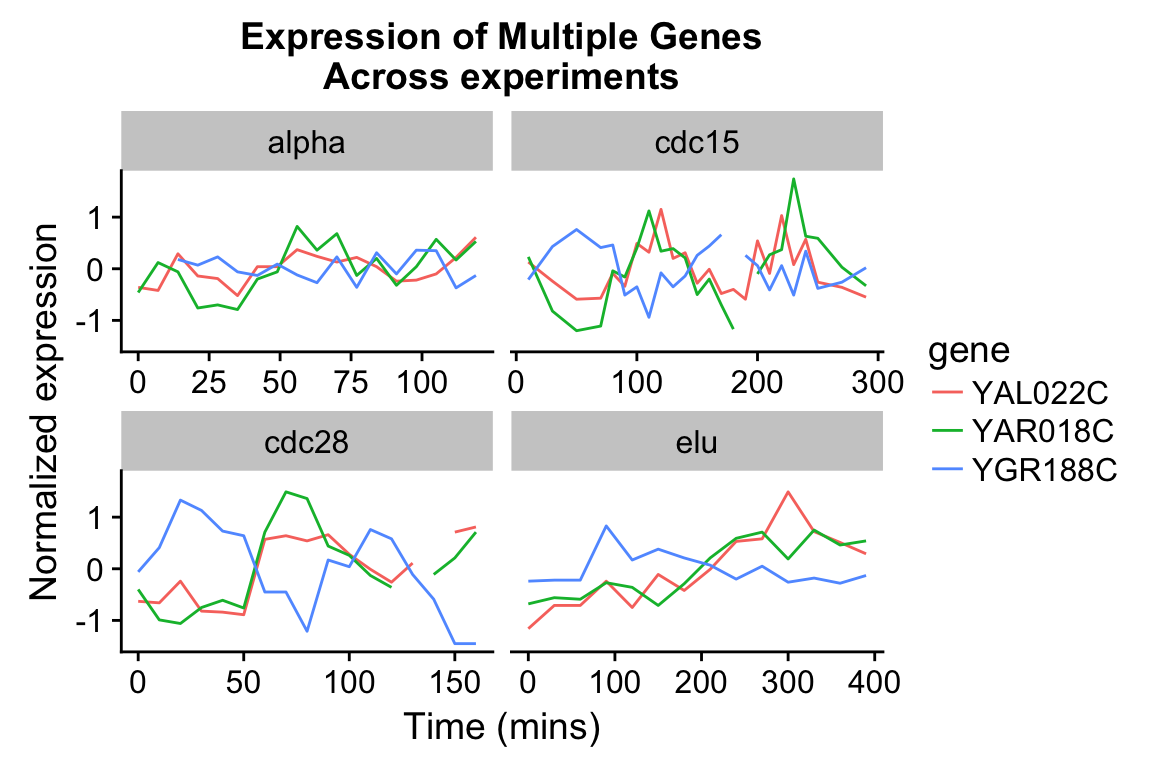 Expression of Multiple Genes
Across experiments
alpha
cdc15
1
0
-1
0 25 50 75 100
0 100 200 300
cdc28
elu
1
0
-1
0 50 100 150
0 100 200 300 400
Normalized expression
Time (mins)
gene
YAL022C
YAR018C
YGR188C